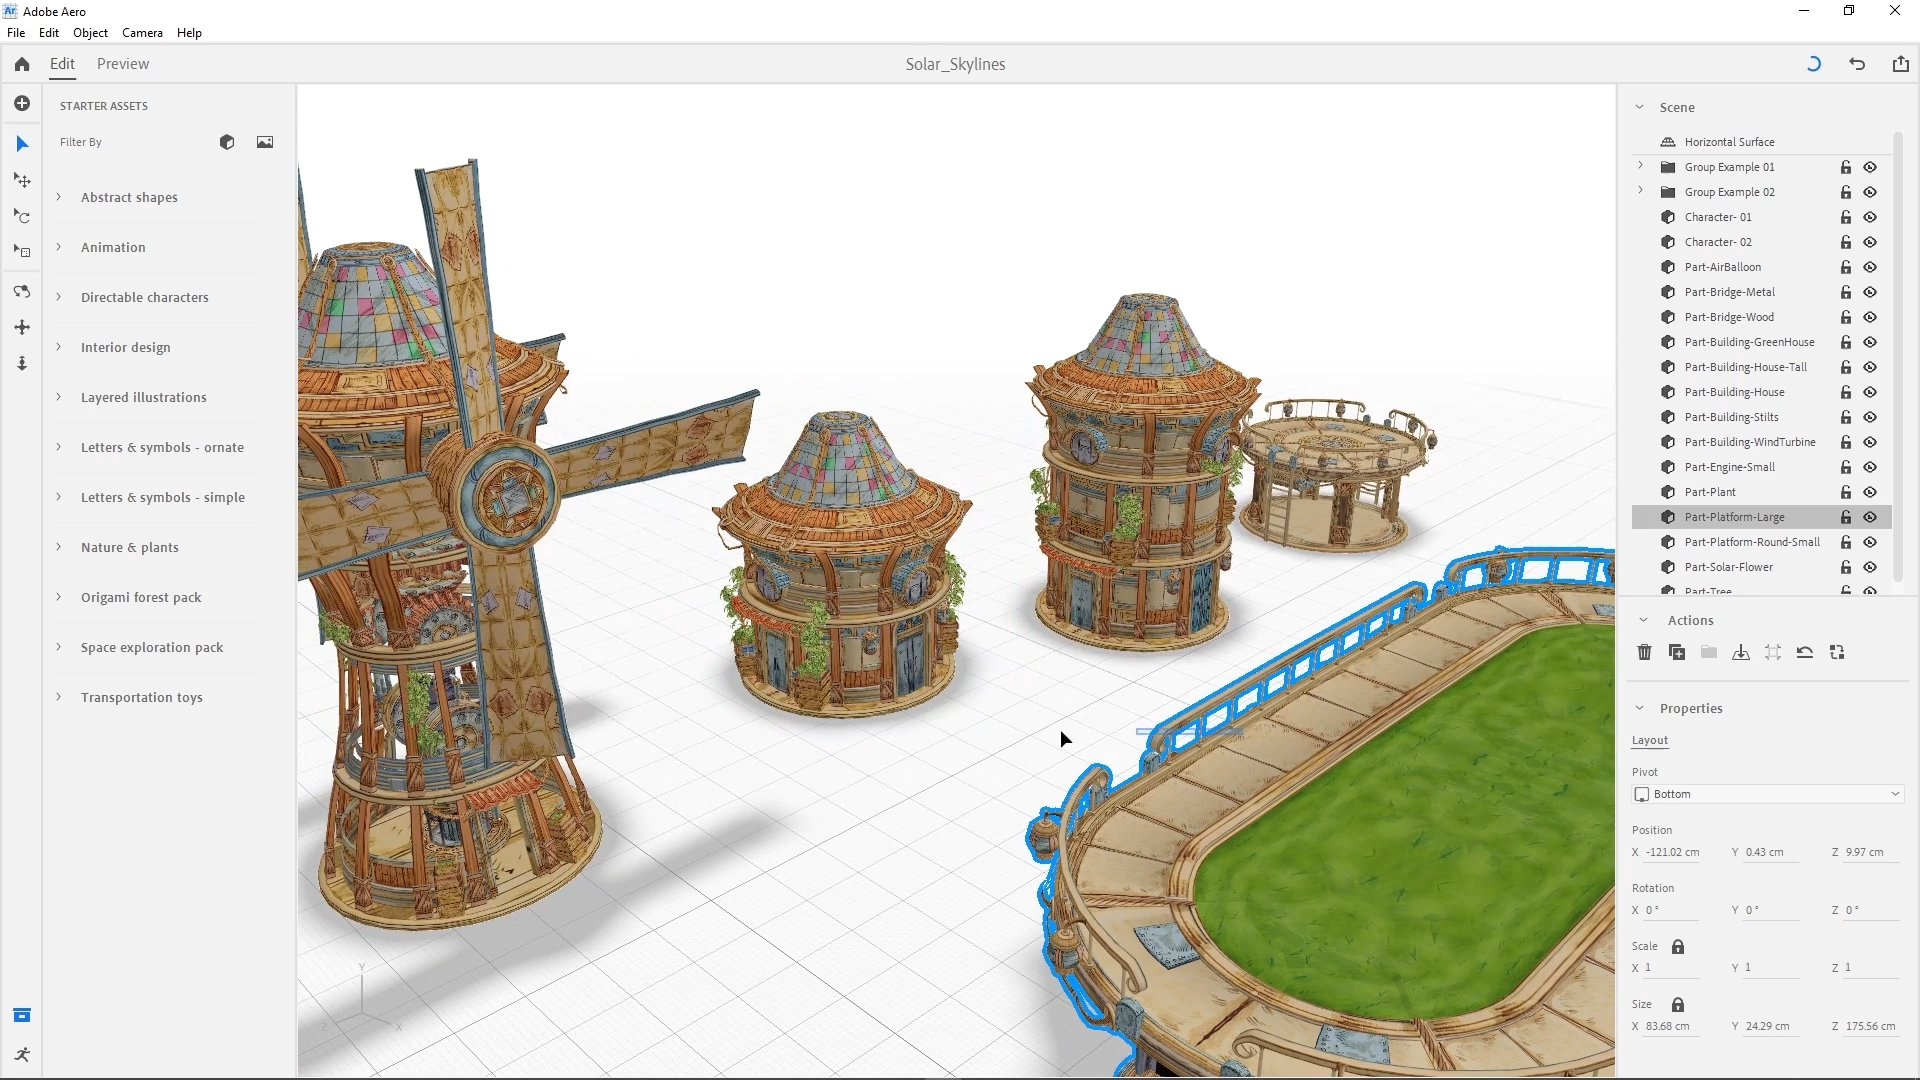 Ar Adobe Aero
File Edit Object Camera Help
Edit Preview Solar_Skylines
STARTER ASSETS
Filter By
Abstract shapes
Animation
Directable characters
Interior design
Layered illustrations
Letters & symbols - ornate
Letters & symbols - simple
Nature & plants
Origami forest pack
Space exploration pack
Transportation toys
Y
Z X
Scene
Horizontal Surface
Group Example 01
Group Example 02
Character- 01
Character- 02
Part-AirBalloon
Part-Bridge-Metal
Part-Bridge-Wood
Part-Building-GreenHouse
Part-Building-House-Tall
Part-Building-House
Part-Building-Stilts
Part-Building-WindTurbine
Part-Engine-Small
Part-Plant
Part-Platform-Large
Part-Platform-Round-Small
Part-Solar-Flower
Part-Tree
Actions
Properties
Layout
Pivot
Bottom
Position
X -121.02 cm Y 0.43 cm Z 9.97 cm
Rotation
X 0° Y 0° Z 0°
Scale
X 1 Y 1 Z 1
Size
X 83.68 cm Y 24.29 cm Z 175.56 cm